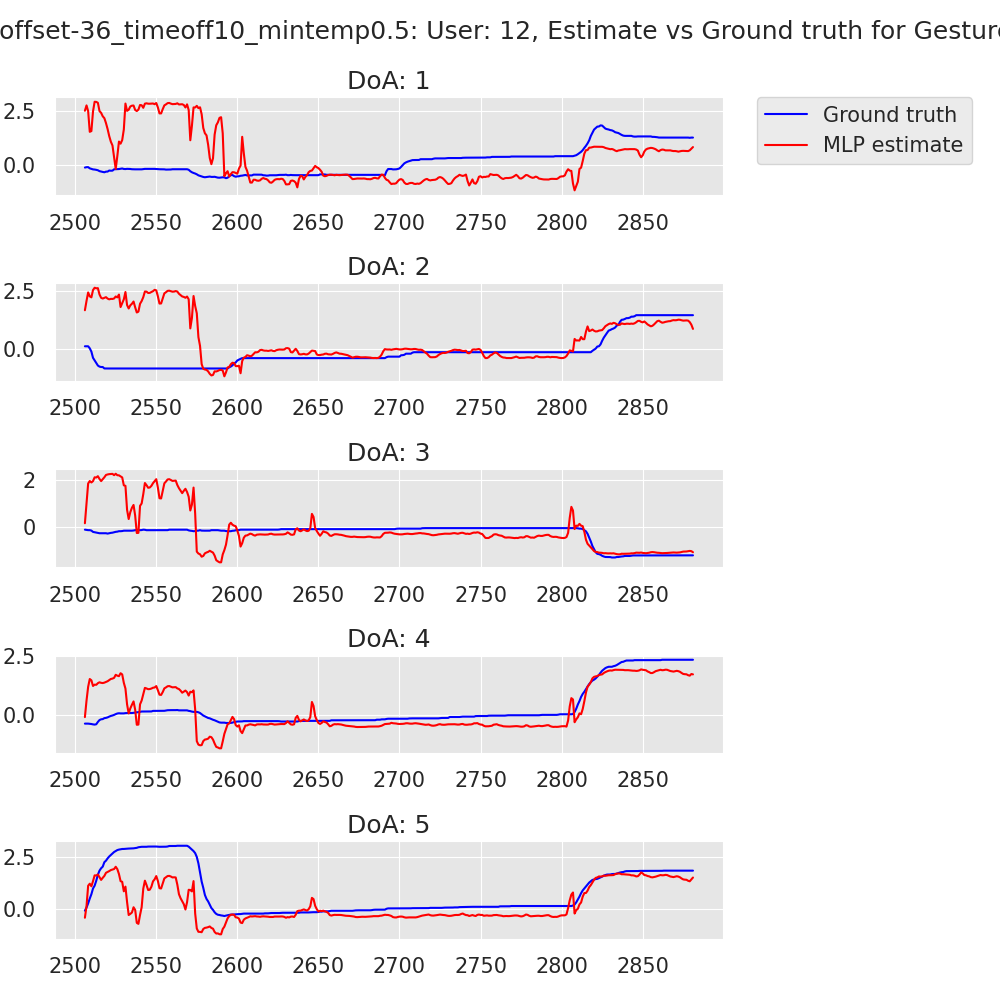 offset-36_timeoff10_mintemp0.5: User: 12, Estimate vs Ground truth for Gesture
DoA: 1
Ground truth
MLP estimate
2.5
0.0
2500 2550 2600 2650 2700 2750 2800 2850
DoA: 2
2.5
0.0
2500 2550 2600 2650 2700 2750 2800 2850
DoA: 3
2
0
2500 2550 2600 2650 2700 2750 2800 2850
DoA: 4
2.5
0.0
2500 2550 2600 2650 2700 2750 2800 2850
DoA: 5
2.5
0.0
2500 2550 2600 2650 2700 2750 2800 2850